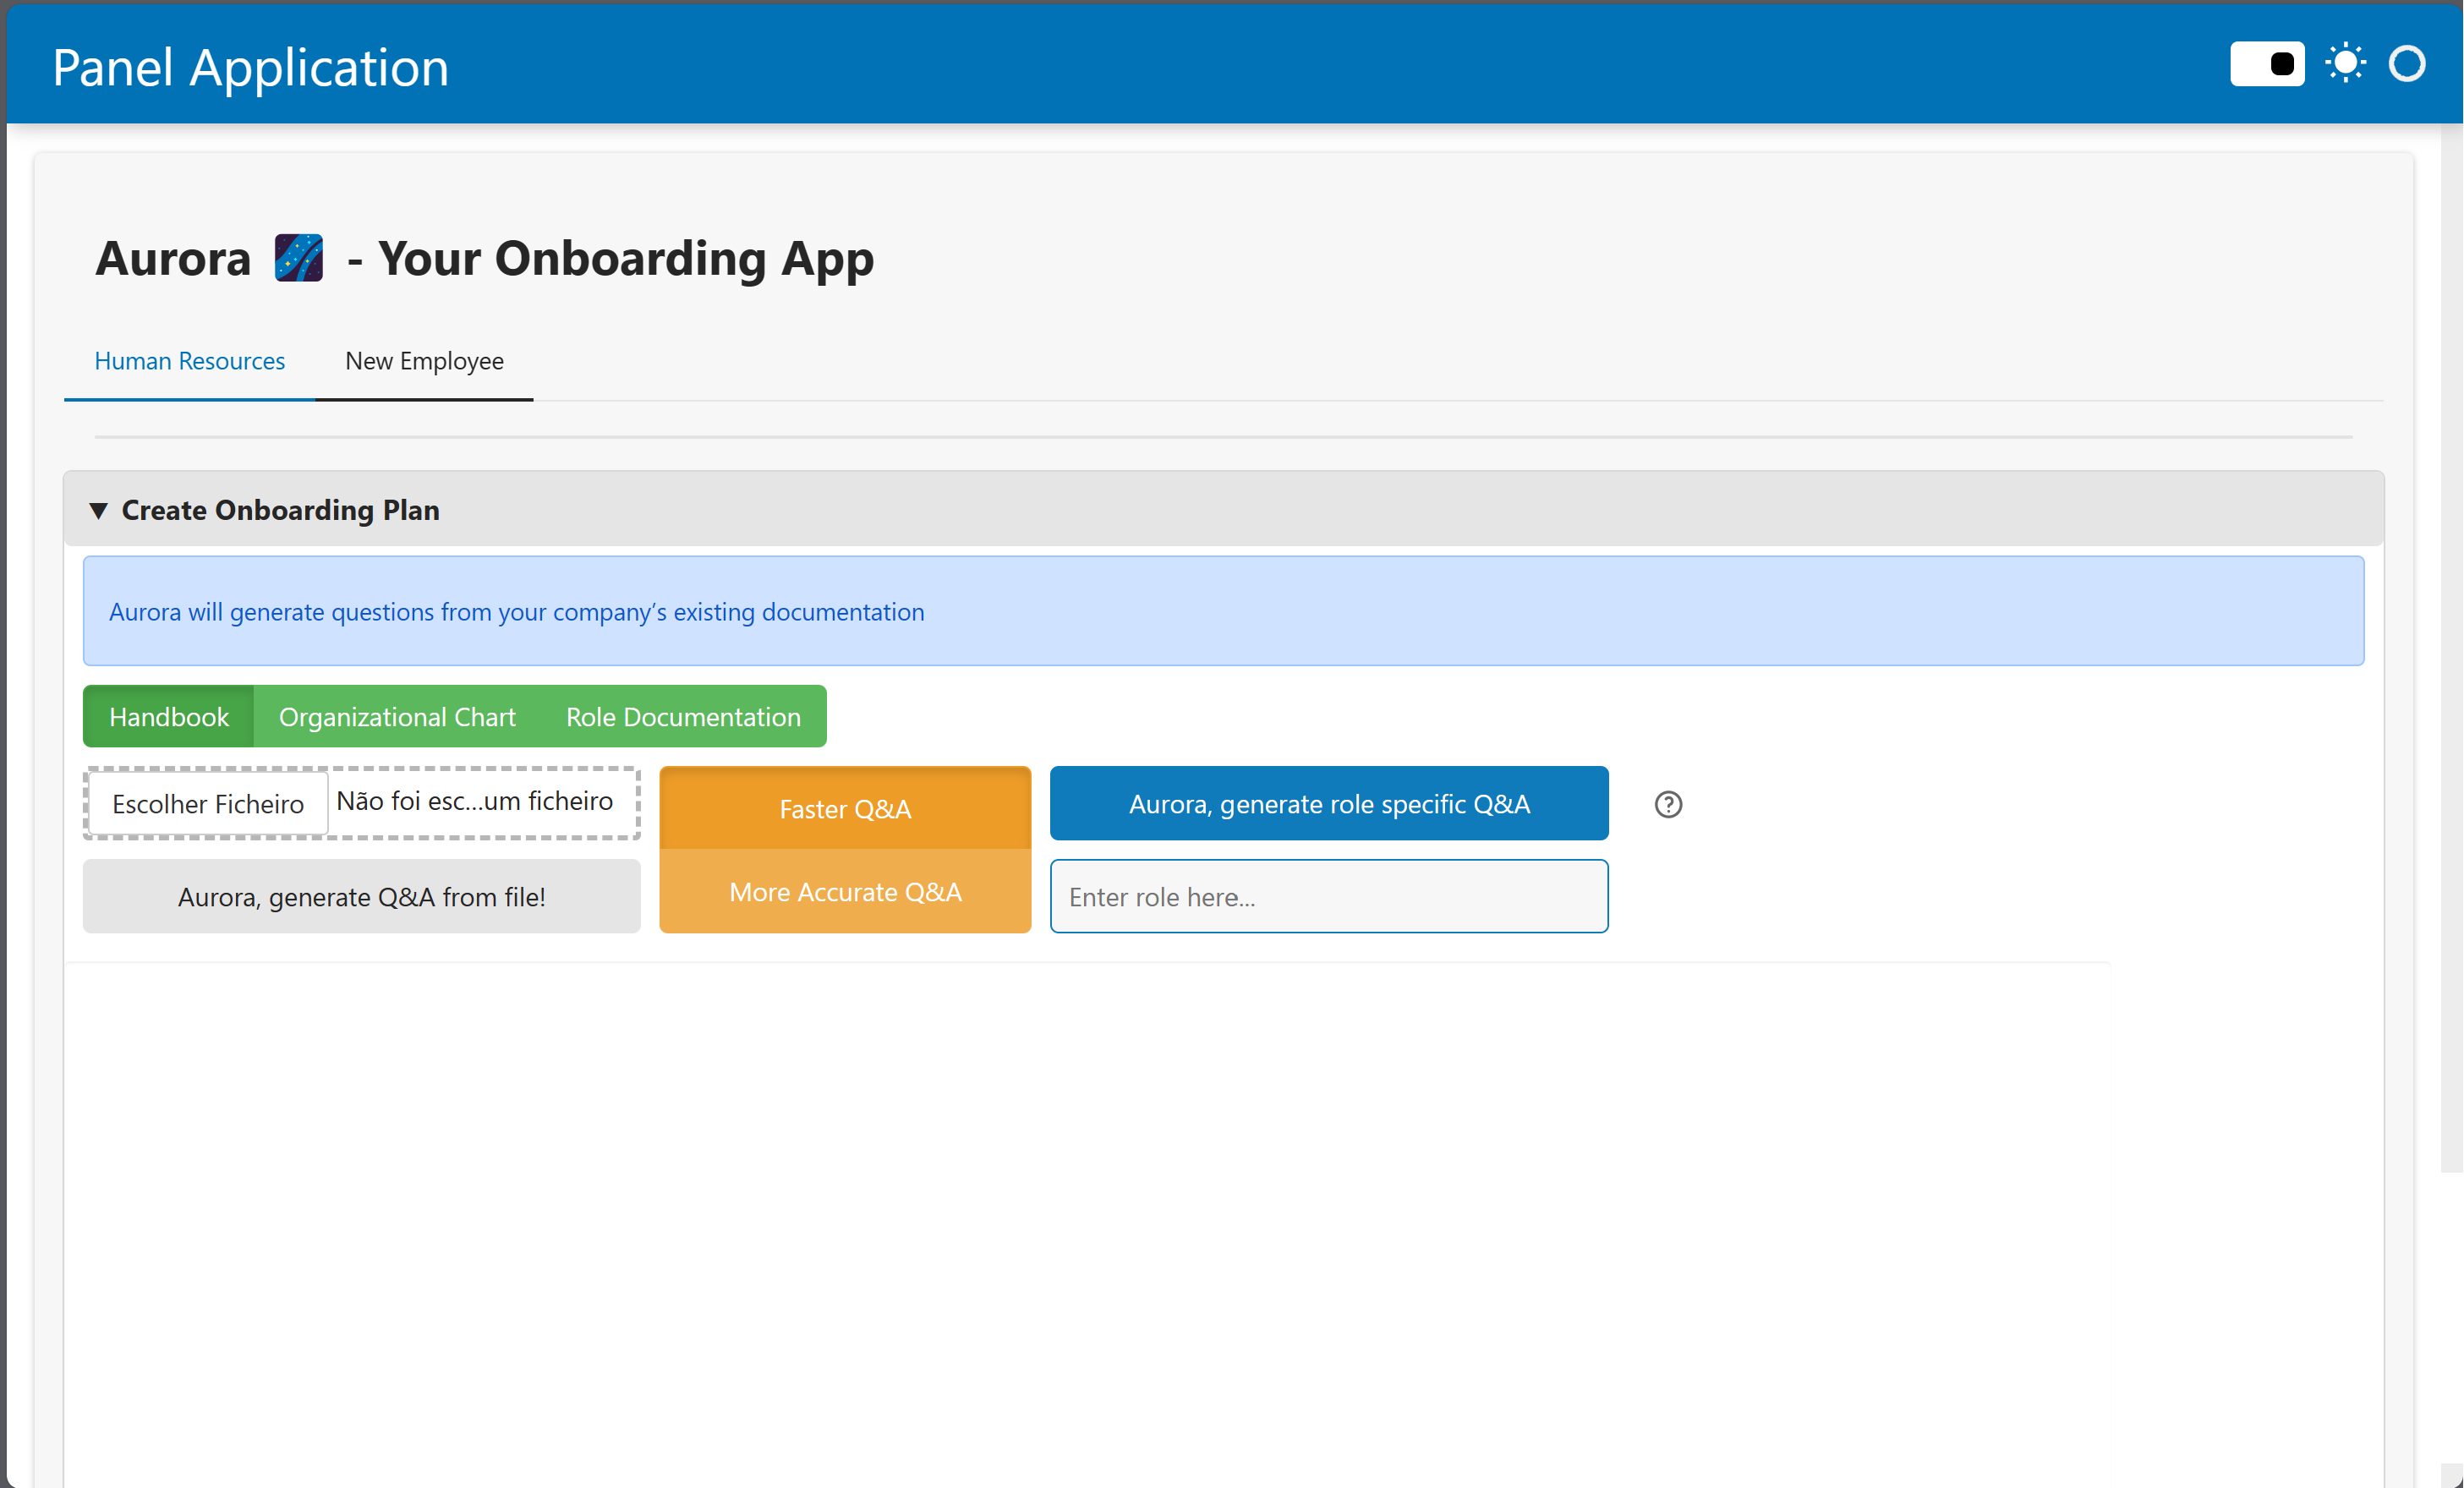 Panel Application
Aurora 🌌 - Your Onboarding App
Human Resources New Employee
▼ Create Onboarding Plan
Aurora will generate questions from your company’s existing documentation
Handbook Organizational Chart Role Documentation
Escolher Ficheiro Não foi esc...um ficheiro
Faster Q&A
Aurora, generate role specific Q&A
?
Aurora, generate Q&A from file!
More Accurate Q&A
Enter role here...